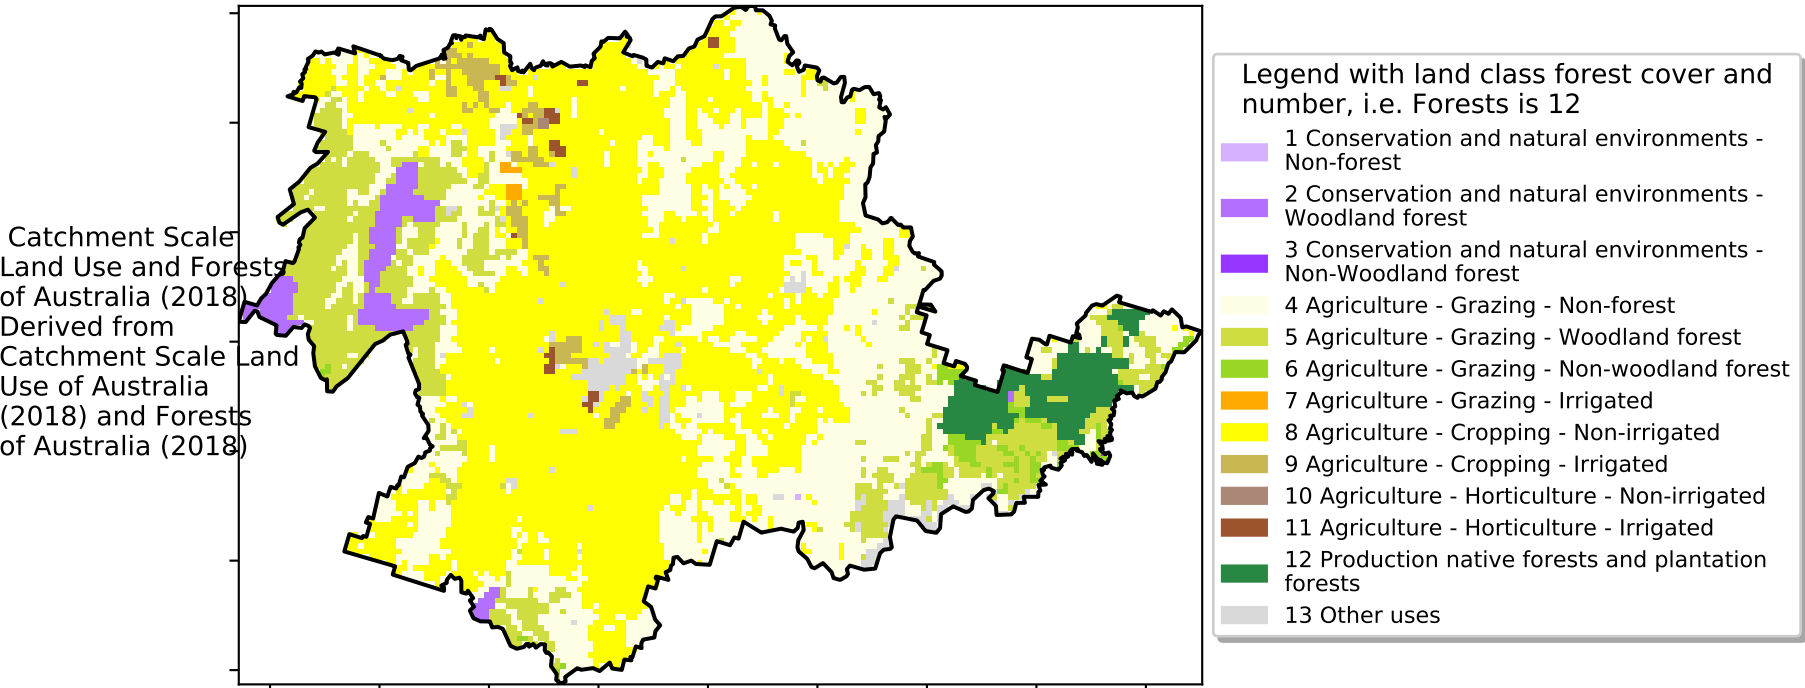 Catchment Scale
Land Use and Forests
of Australia (2018)
Derived from
Catchment Scale Land
Use of Australia
(2018) and Forests
of Australia (2018)
Legend with land class forest cover and
number, i.e. Forests is 12
1 Conservation and natural environments -
Non-forest
2 Conservation and natural environments -
Woodland forest
3 Conservation and natural environments -
Non-Woodland forest
4 Agriculture - Grazing - Non-forest
5 Agriculture - Grazing - Woodland forest
6 Agriculture - Grazing - Non-woodland forest
7 Agriculture - Grazing - Irrigated
8 Agriculture - Cropping - Non-irrigated
9 Agriculture - Cropping - Irrigated
10 Agriculture - Horticulture - Non-irrigated
11 Agriculture - Horticulture - Irrigated
12 Production native forests and plantation
forests
13 Other uses